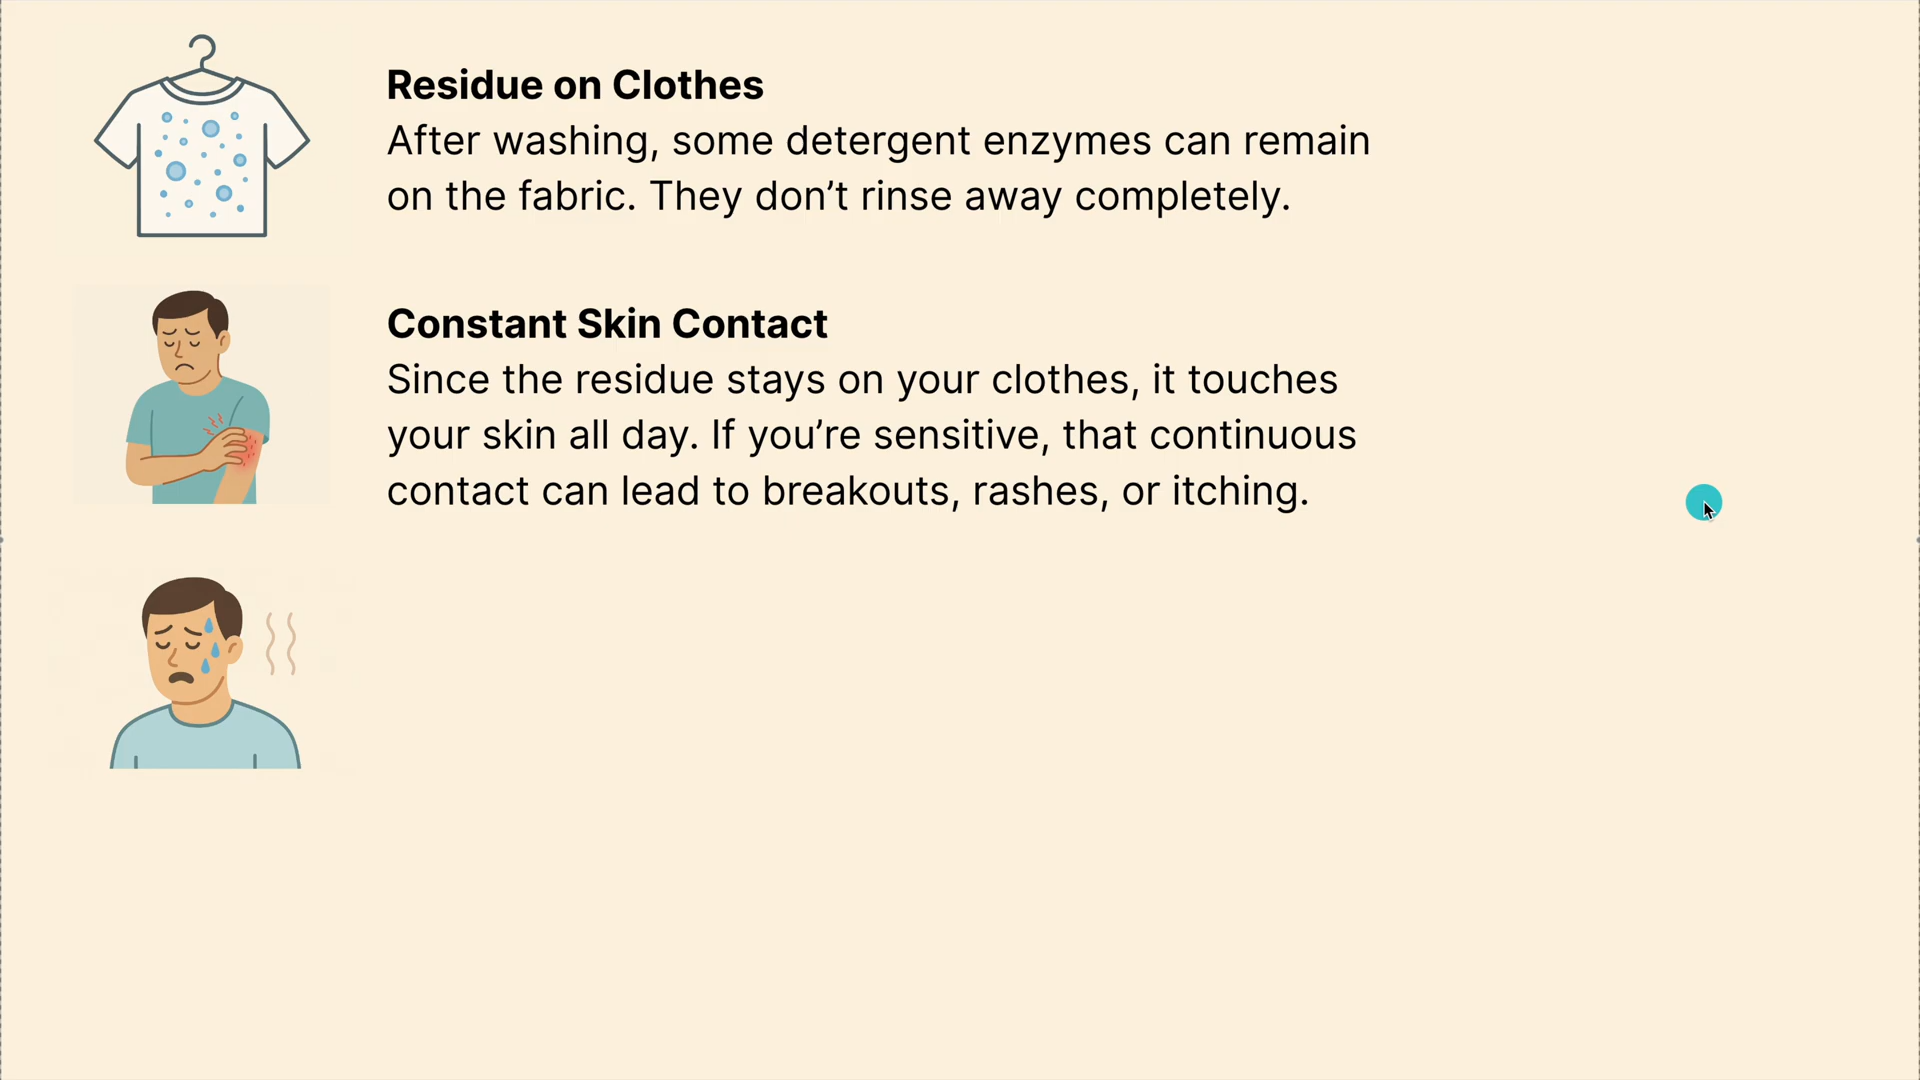 Residue on Clothes
After washing, some detergent enzymes can remain
on the fabric. They don’t rinse away completely.
Constant Skin Contact
Since the residue stays on your clothes, it touches
your skin all day. If you’re sensitive, that continuous
contact can lead to breakouts, rashes, or itching.